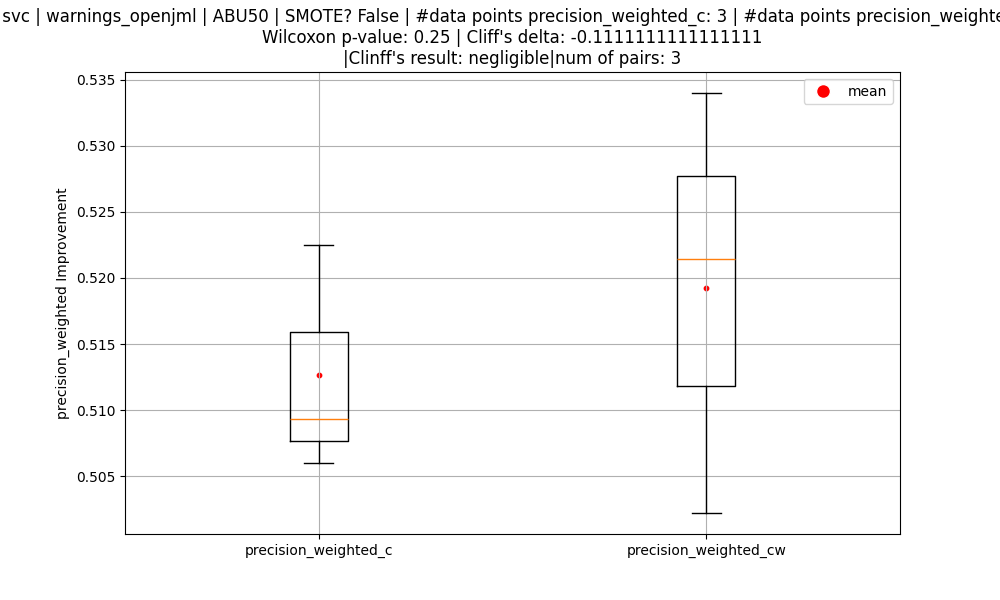 svc | warnings_openjml | ABU50 | SMOTE? False | #data points precision_weighted_c: 3 | #data points
Wilcoxon p-value: 0.25 | Cliff's delta: -0.1111111111111111
|Clinff's result: negligible|num of pairs: 3
mean
0.535
0.530
0.525
0.520
0.515
0.510
0.505
precision_weighted Improvement
precision_weighted_c
precision_weighted_cw